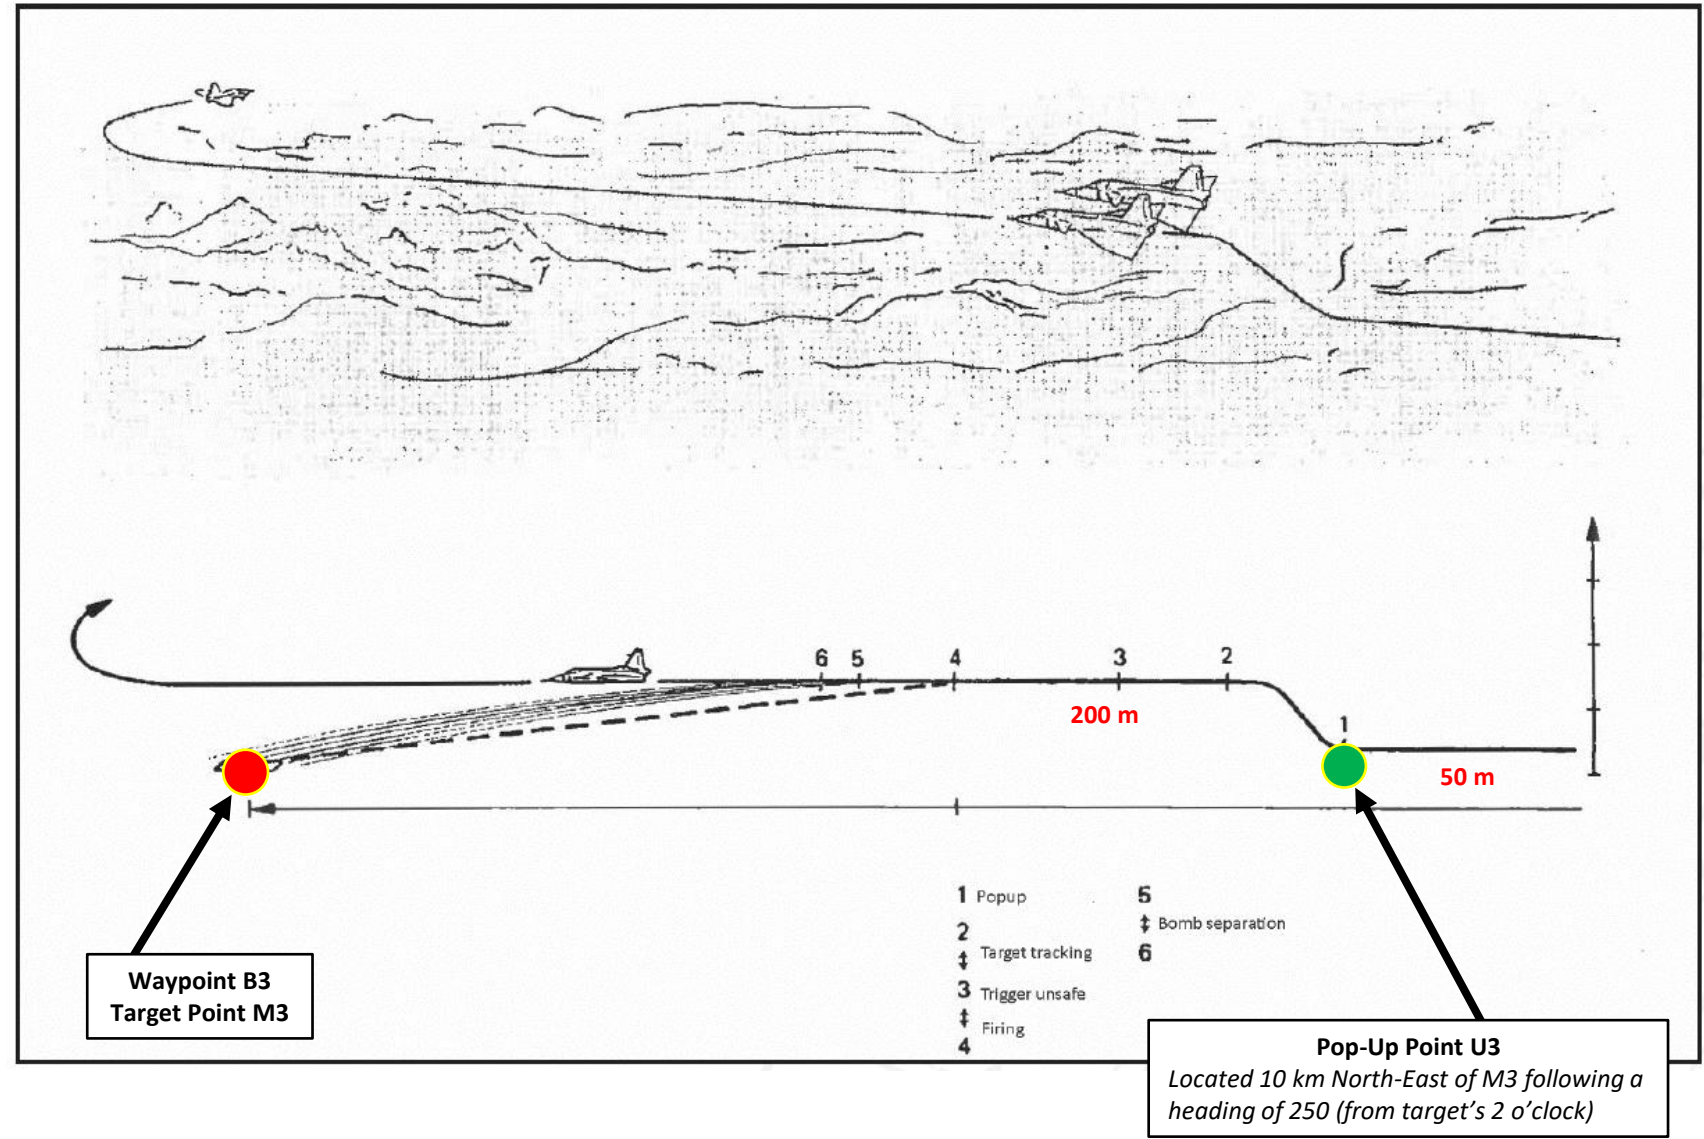 6 5 4 3 2
200 m
1
50 m
1 Popup
2
Target tracking
3 Trigger unsafe
Firing
4
5
Bomb separation
6
Waypoint B3
Target Point M3
Pop-Up Point U3
Located 10 km North-East of M3 following a
heading of 250 (from target’s 2 o’clock)